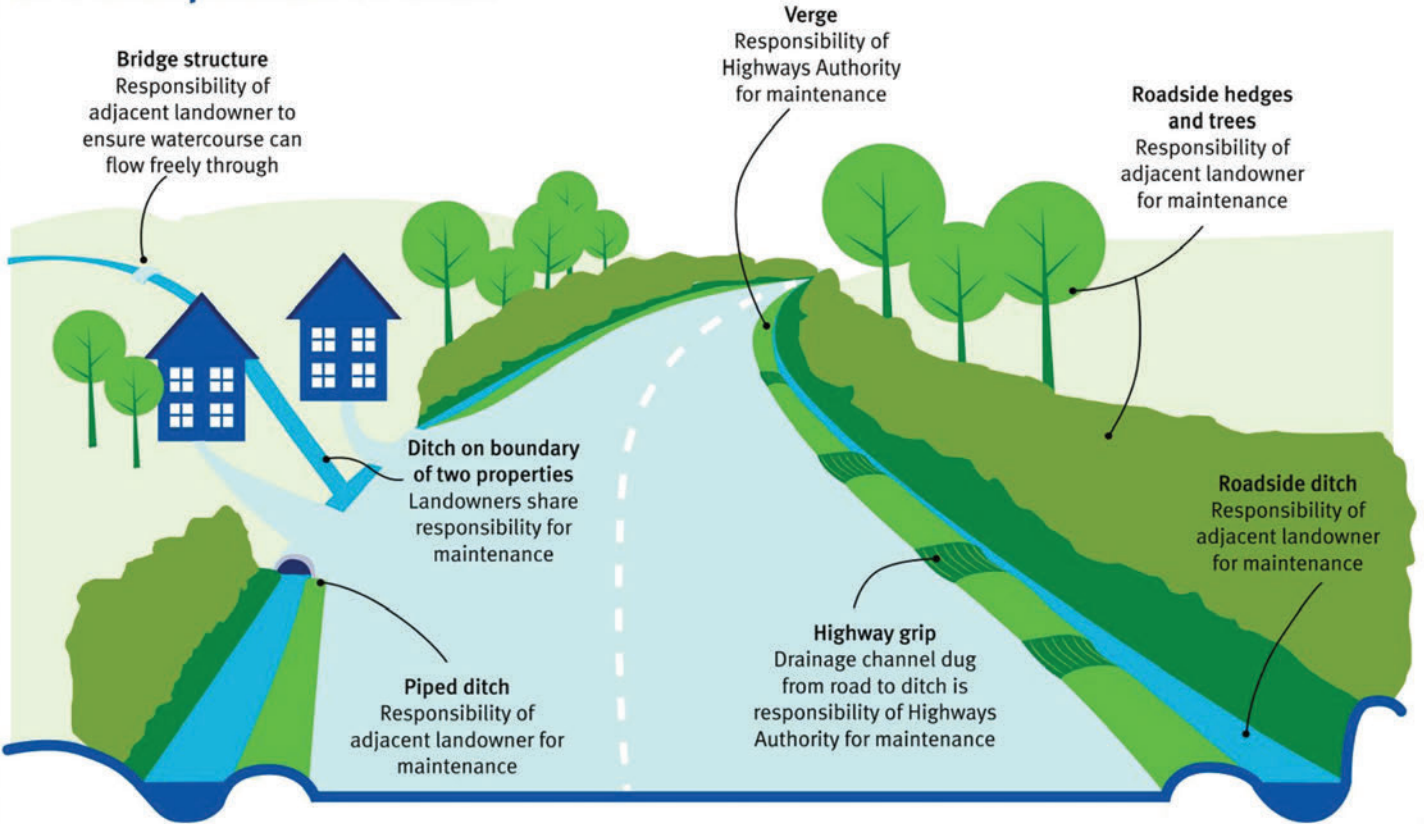 Bridge structure
Responsibility of
adjacent landowner to
ensure watercourse can
flow freely through
Verge
Responsibility of
Highways Authority
for maintenance
Roadside hedges
and trees
Responsibility of
adjacent landowner
for maintenance
Ditch on boundary
of two properties
Landowners share
responsibility for
maintenance
Roadside ditch
Responsibility of
adjacent landowner
for maintenance
Piped ditch
Responsibility of
adjacent landowner for
maintenance
Highway grip
Drainage channel dug
from road to ditch is
responsibility of Highways
Authority for maintenance